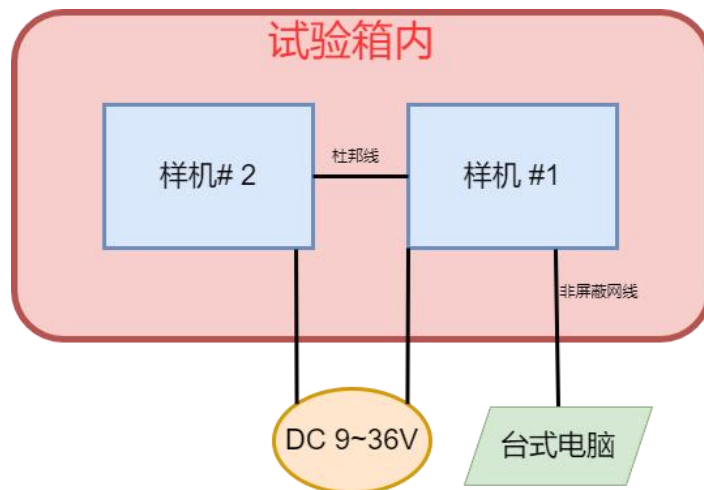 试验箱内
杜邦线
样机# 2
样机 #1
非屏蔽网线
DC 9~36V
台式电脑